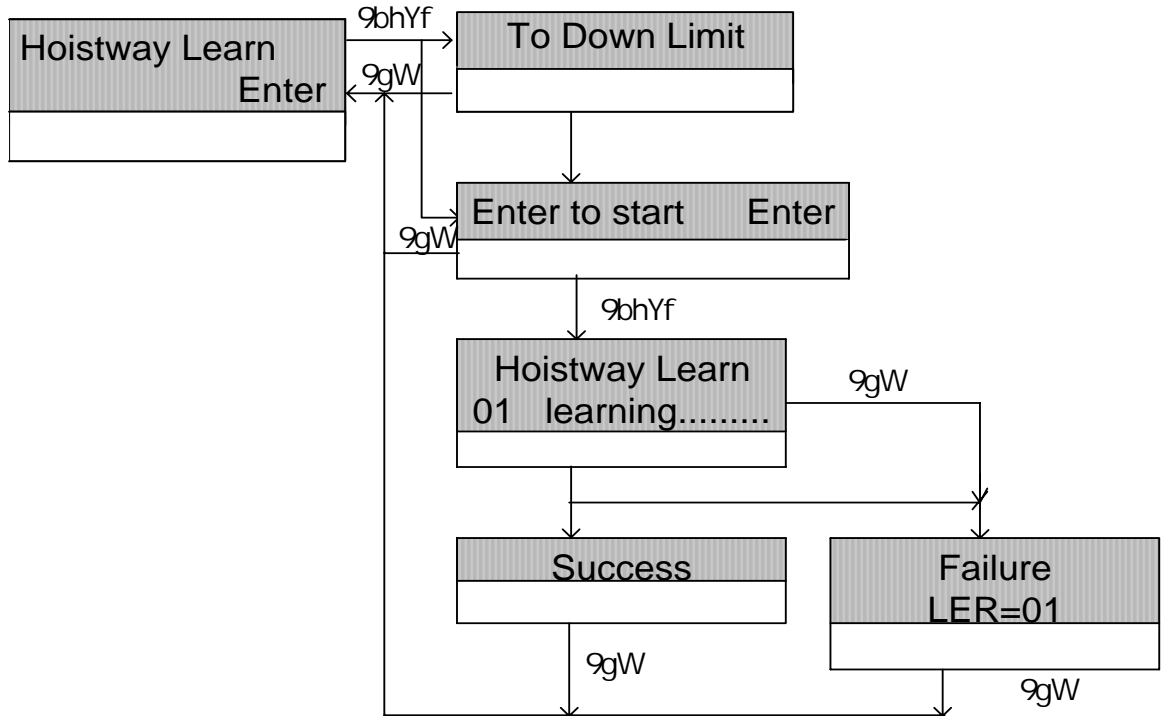 9bhYf
To Down Limit
Hoistway Learn
Enter
9gW
Enter to start Enter
9gW
9bhYf
Hoistway Learn
01 learning.........
9gW
Success
Failure
LER=01
9gW
9gW